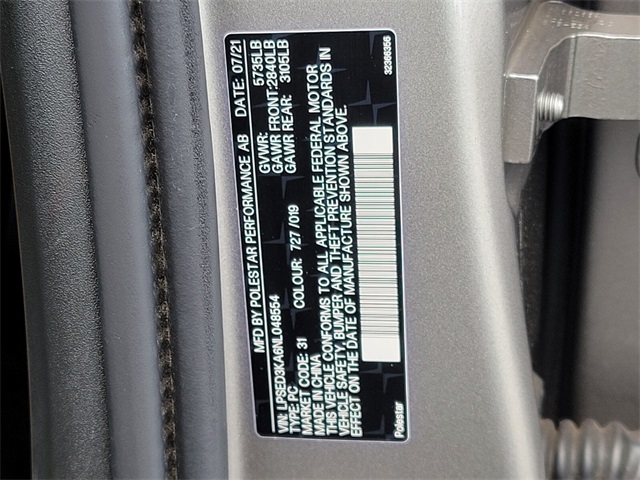 MFD BY POLESTAR PERFORMANCE AB DATE: 07/21
GVWR: 5735LB
GAWR FRONT:2840LB
GAWR REAR: 3105LB
VIN: LPSED3KA6NL048554
TYPE: PC
MARKET CODE: 31 COLOUR: 727 /019
MADE IN CHINA
THIS VEHICLE CONFORMS TO ALL APPLICABLE FEDERAL MOTOR
VEHICLE SAFETY, BUMPER AND THEFT PREVENTION STANDARDS IN
EFFECT ON THE DATE OF MANUFACTURE SHOWN ABOVE.
Polestar 32366356